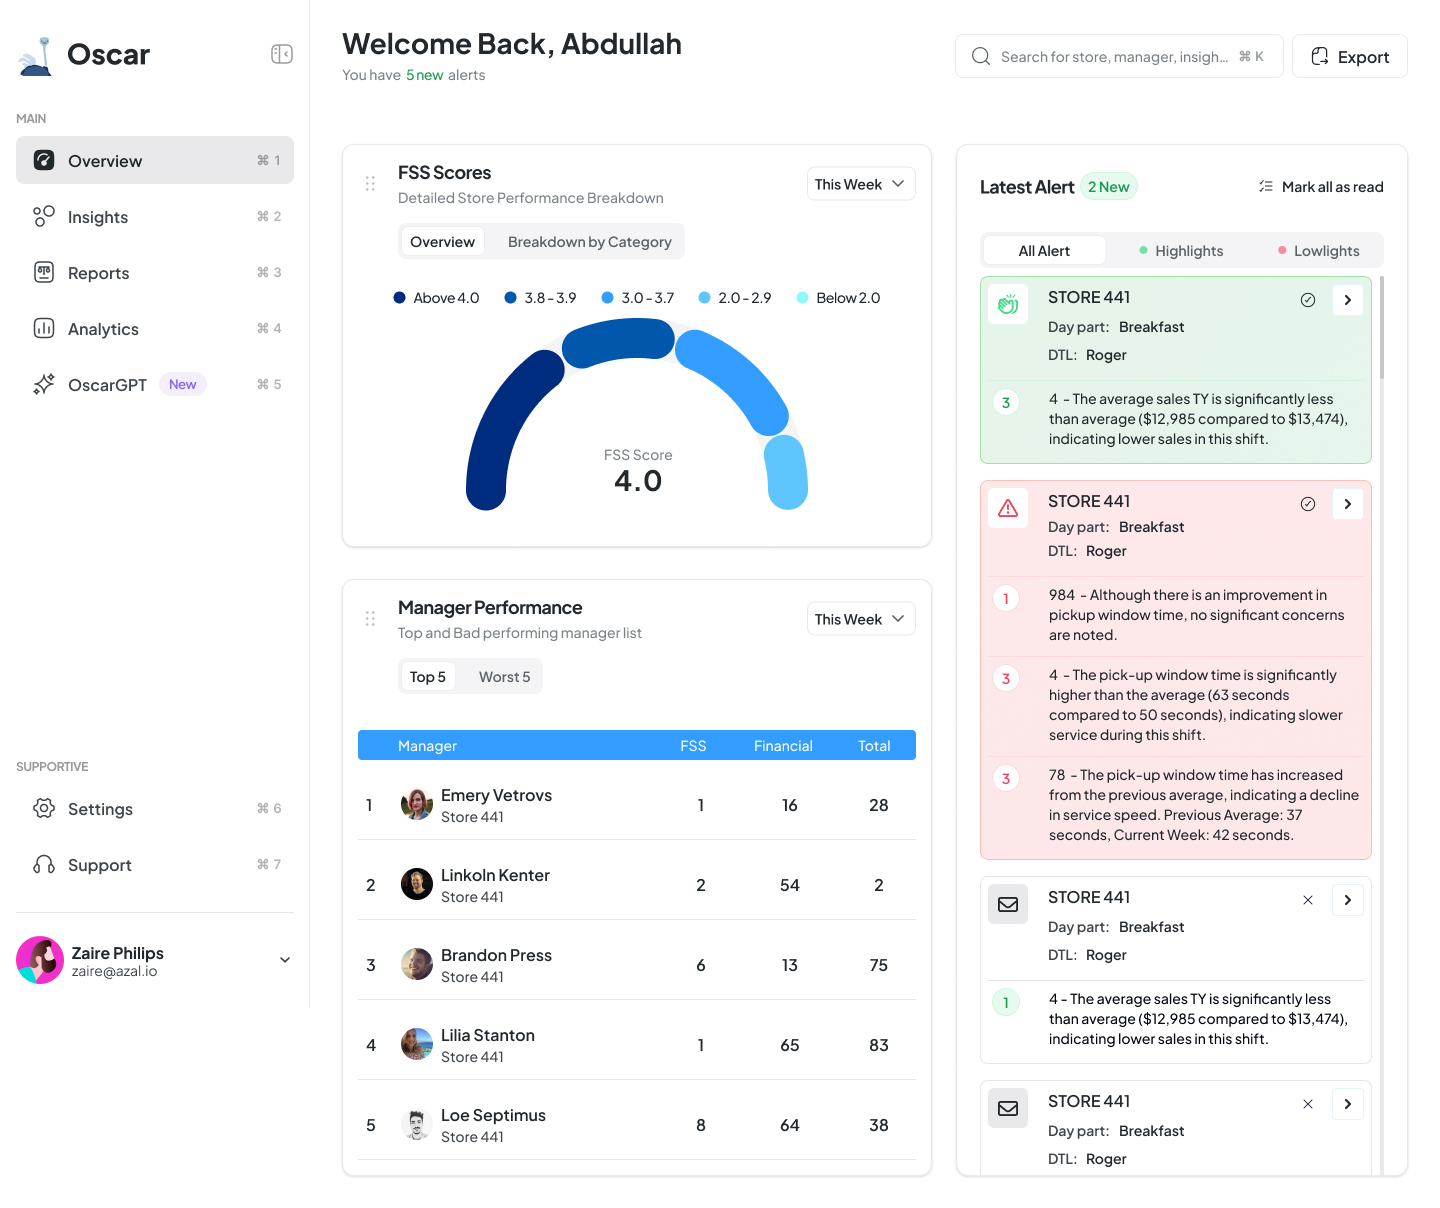 Oscar
MAIN
Overview ⌘ 1
Insights ⌘ 2
Reports ⌘ 3
Analytics ⌘ 4
OscarGPT New ⌘ 5
SUPPORTIVE
Settings ⌘ 6
Support ⌘ 7
Zaire Philips
zaire@azal.io
Welcome Back, Abdullah
You have 5 new alerts
Search for store, manager, insigh... ⌘ K
Export
FSS Scores
Detailed Store Performance Breakdown
This Week
Overview Breakdown by Category
Above 4.0 3.8 - 3.9 3.0 - 3.7 2.0 - 2.9 Below 2.0
FSS Score
4.0
Manager Performance
Top and Bad performing manager list
This Week
Top 5 Worst 5
Manager FSS Financial Total
1 Emery Vetrovs 1 16 28
Store 441
2 Linkoln Kenter 2 54 2
Store 441
3 Brandon Press 6 13 75
Store 441
4 Lilia Stanton 1 65 83
Store 441
5 Loe Septimus 8 64 38
Store 441
Latest Alert 2 New
Mark all as read
All Alert Highlights Lowlights
STORE 441
Day part: Breakfast
DTL: Roger
3 4 - The average sales TY is significantly less
than average ($12,985 compared to $13,474),
indicating lower sales in this shift.
STORE 441
Day part: Breakfast
DTL: Roger
1 984 - Although there is an improvement in
pickup window time, no significant concerns
are noted.
3 4 - The pick-up window time is significantly
higher than the average (63 seconds
compared to 50 seconds), indicating slower
service during this shift.
3 78 - The pick-up window time has increased
from the previous average, indicating a decline
in service speed. Previous Average: 37
seconds, Current Week: 42 seconds.
STORE 441
Day part: Breakfast
DTL: Roger
1 4 - The average sales TY is significantly less
than average ($12,985 compared to $13,474),
indicating lower sales in this shift.
STORE 441
Day part: Breakfast
DTL: Roger